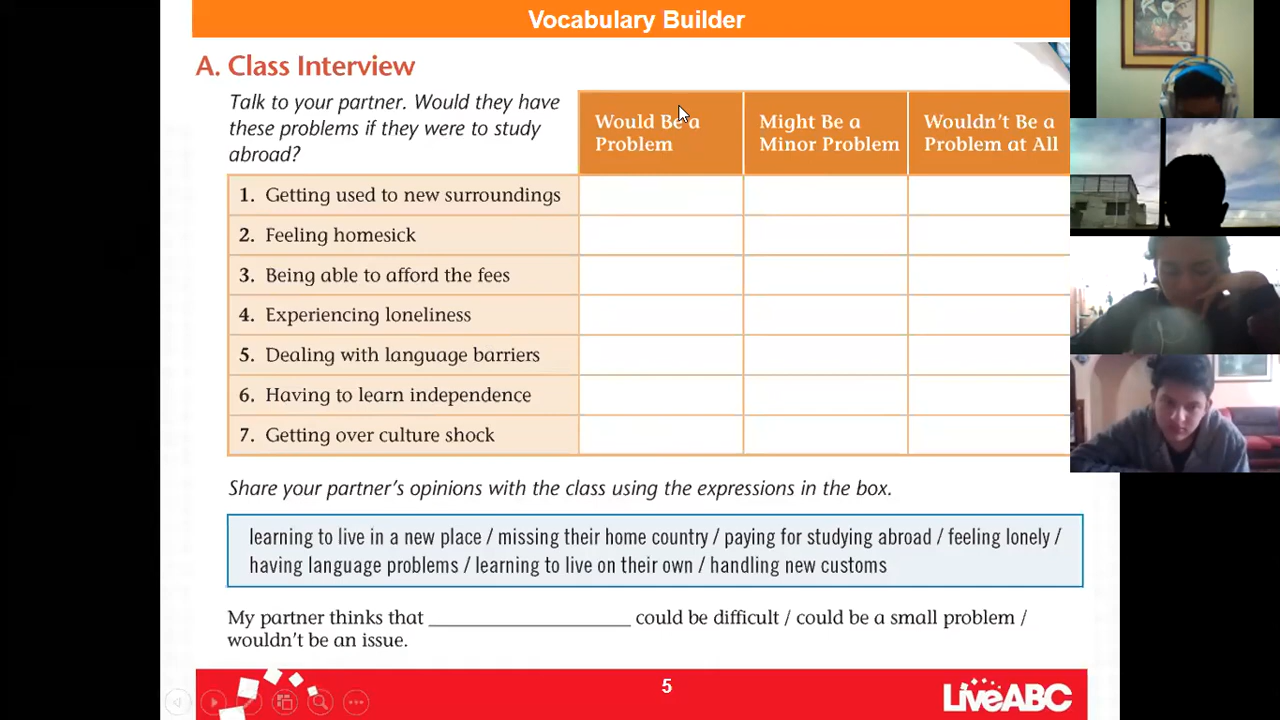 Vocabulary Builder
A. Class Interview
Talk to your partner. Would they have
these problems if they were to study
abroad?
Would Be a
Problem
Might Be a
Minor Problem
Wouldn't Be a
Problem at All
1. Getting used to new surroundings
2. Feeling homesick
3. Being able to afford the fees
4. Experiencing loneliness
5. Dealing with language barriers
6. Having to learn independence
7. Getting over culture shock
Share your partner's opinions with the class using the expressions in the box.
learning to live in a new place / missing their home country / paying for studying abroad / feeling lonely /
having language problems / learning to live on their own / handling new customs
My partner thinks that ____________________ could be difficult / could be a small problem /
wouldn't be an issue.
5
LiveABC